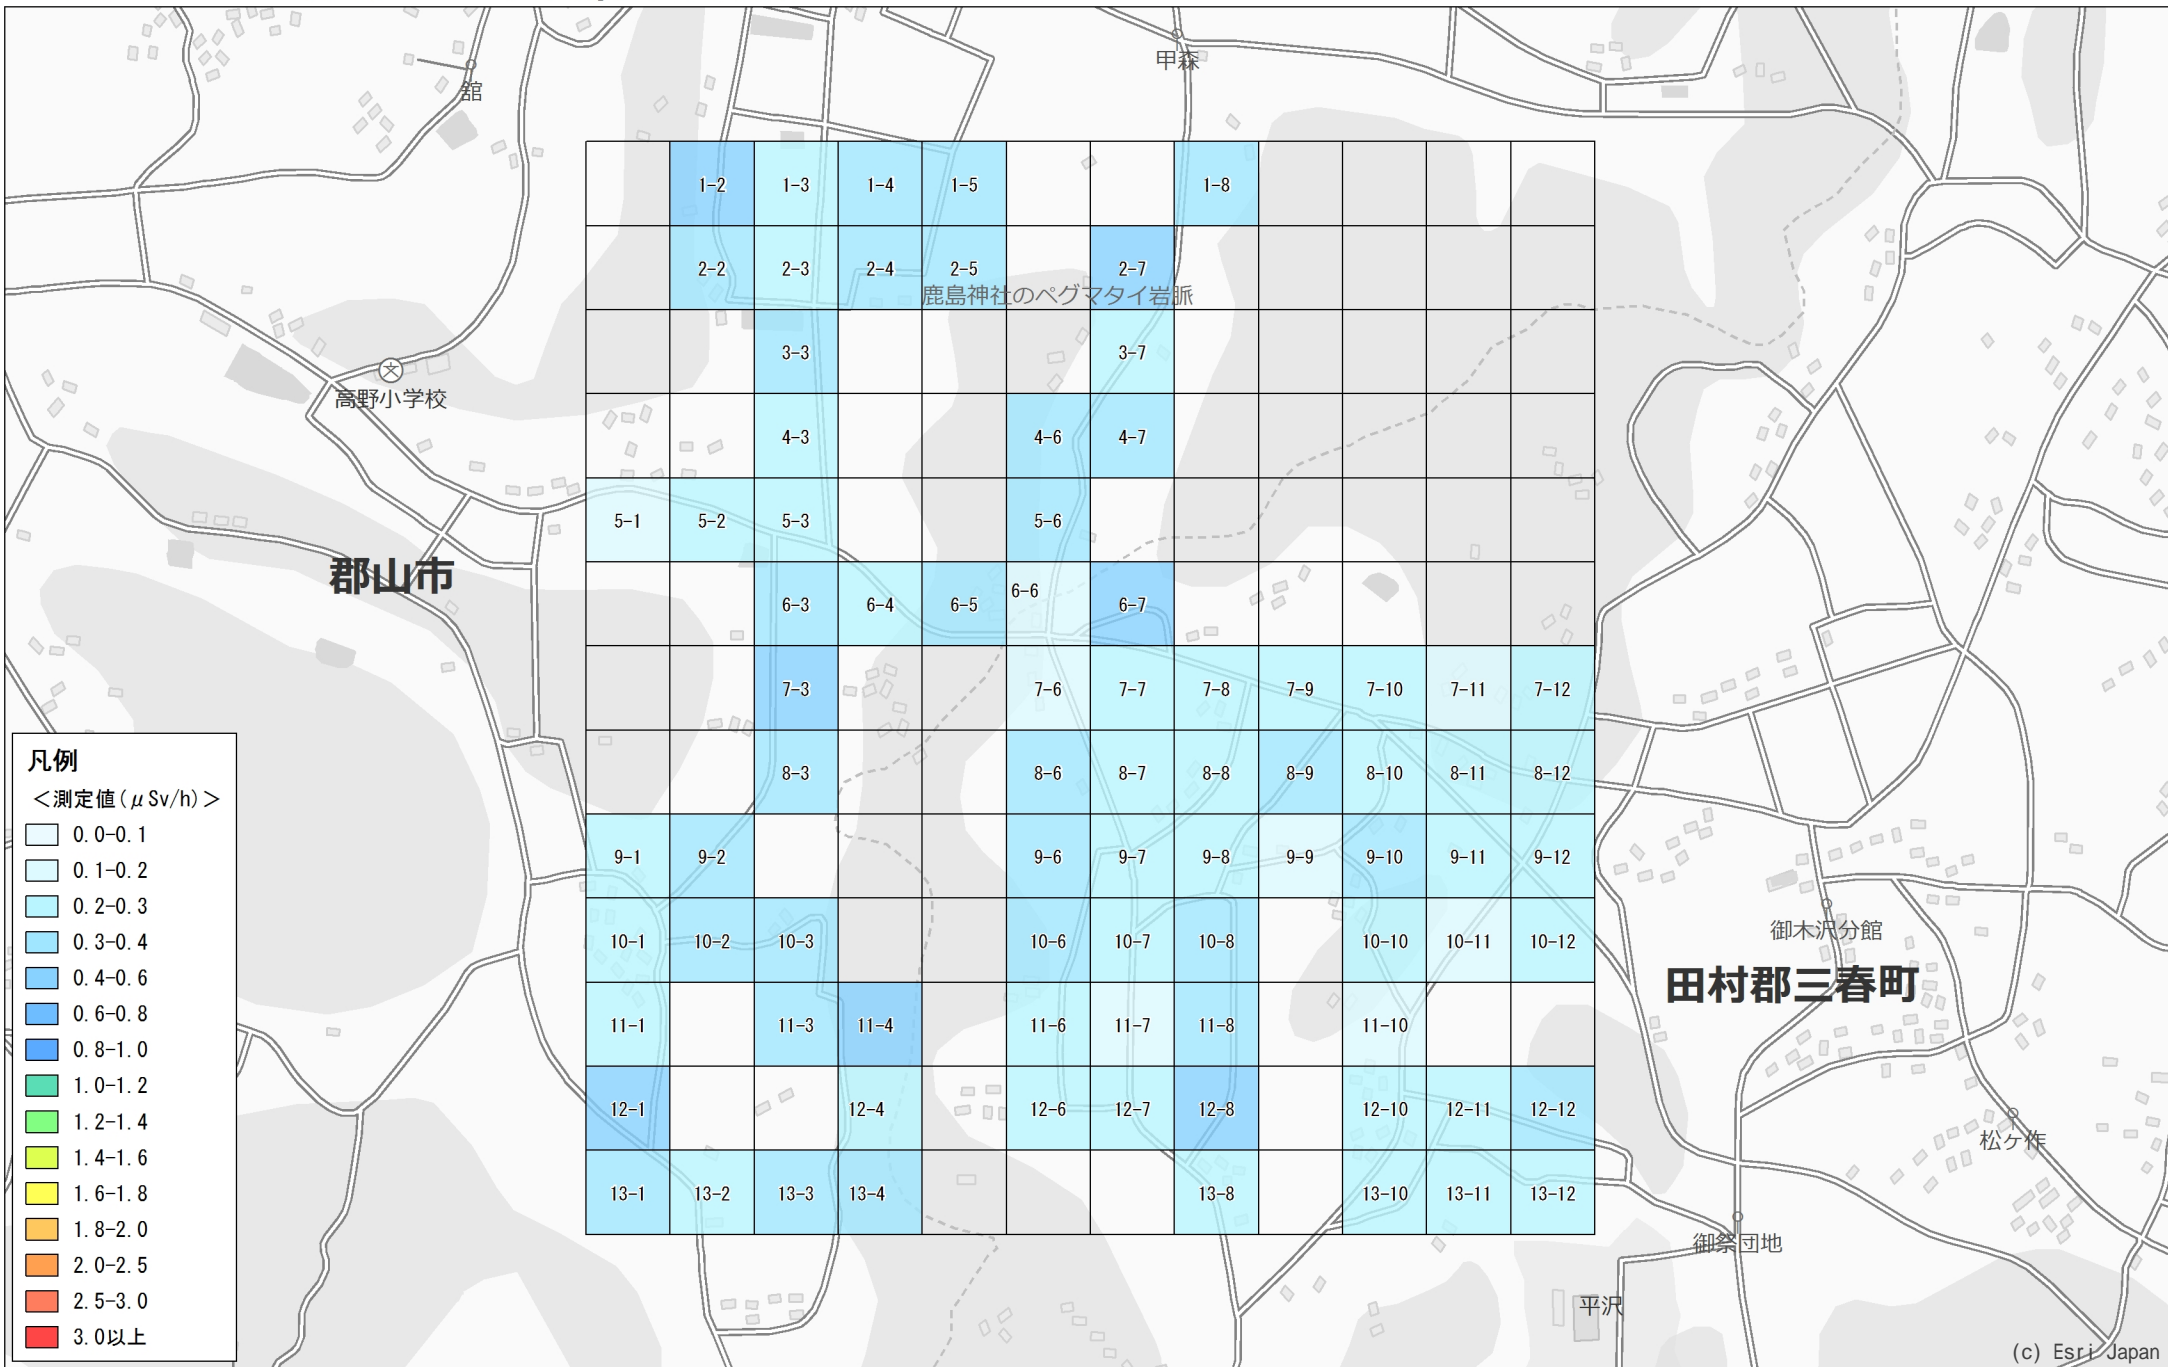 甲森
舘
1-2 1-3 1-4 1-5 1-8
2-2 2-3 2-4 2-5 2-7
鹿島神社のペグマタイ岩脈
3-3 3-7
高野小学校
4-3 4-6 4-7
5-1 5-2 5-3 5-6
郡山市
6-3 6-4 6-5 6-6 6-7
7-3 7-6 7-7 7-8 7-9 7-10 7-11 7-12
8-3 8-6 8-7 8-8 8-9 8-10 8-11 8-12
9-1 9-2 9-6 9-7 9-8 9-9 9-10 9-11 9-12
御木沢分館
10-1 10-2 10-3 10-6 10-7 10-8 10-10 10-11 10-12
田村郡三春町
11-1 11-3 11-4 11-6 11-7 11-8 11-10
12-1 12-4 12-6 12-7 12-8 12-10 12-11 12-12
松ケ作
13-1 13-2 13-3 13-4 13-8 13-10 13-11 13-12
御祭団地
平沢
凡例
＜測定値(μSv/h)＞
0.0-0.1
0.1-0.2
0.2-0.3
0.3-0.4
0.4-0.6
0.6-0.8
0.8-1.0
1.0-1.2
1.2-1.4
1.4-1.6
1.6-1.8
1.8-2.0
2.0-2.5
2.5-3.0
3.0以上
(c) Esri Japan